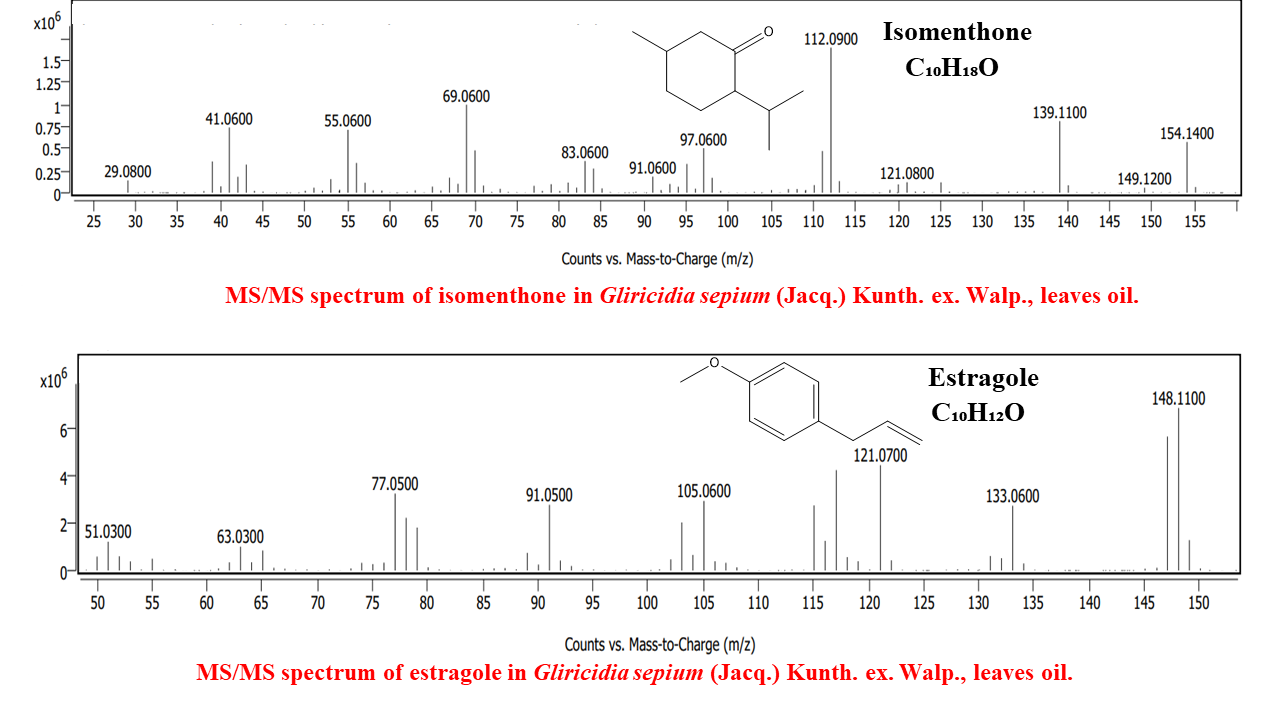 x10⁶
Isomenthone
C₁₀H₁₈O
O
112.0900
1.5
1.25
1
0.75
0.5
0.25
0
29.0800
41.0600
55.0600
69.0600
83.0600
91.0600
97.0600
121.0800
139.1100
149.1200
154.1400
25 30 35 40 45 50 55 60 65 70 75 80 85 90 95 100 105 110 115 120 125 130 135 140 145 150 155
Counts vs. Mass-to-Charge (m/z)
MS/MS spectrum of isomenthone in Gliricidia sepium (Jacq.) Kunth. ex. Walp., leaves oil.
x10⁶
O
Estragole
C₁₀H₁₂O
6
4
2
0
51.0300
63.0300
77.0500
91.0500
105.0600
121.0700
133.0600
148.1100
50 55 60 65 70 75 80 85 90 95 100 105 110 115 120 125 130 135 140 145 150
Counts vs. Mass-to-Charge (m/z)
MS/MS spectrum of estragole in Gliricidia sepium (Jacq.) Kunth. ex. Walp., leaves oil.